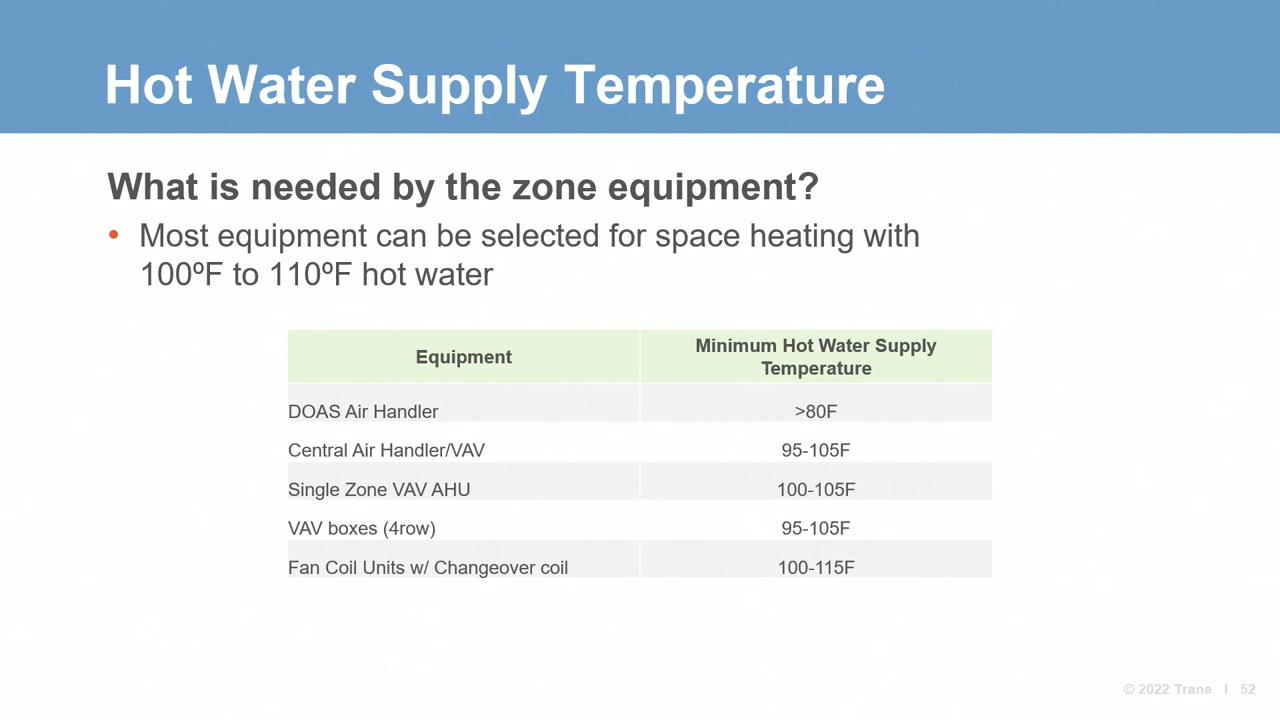 Hot Water Supply Temperature
What is needed by the zone equipment?
• Most equipment can be selected for space heating with
100ºF to 110ºF hot water
Equipment
Minimum Hot Water Supply
Temperature
DOAS Air Handler
>80F
Central Air Handler/VAV
95-105F
Single Zone VAV AHU
100-105F
VAV boxes (4row)
95-105F
Fan Coil Units w/ Changeover coil
100-115F
© 2022 Trane I 52